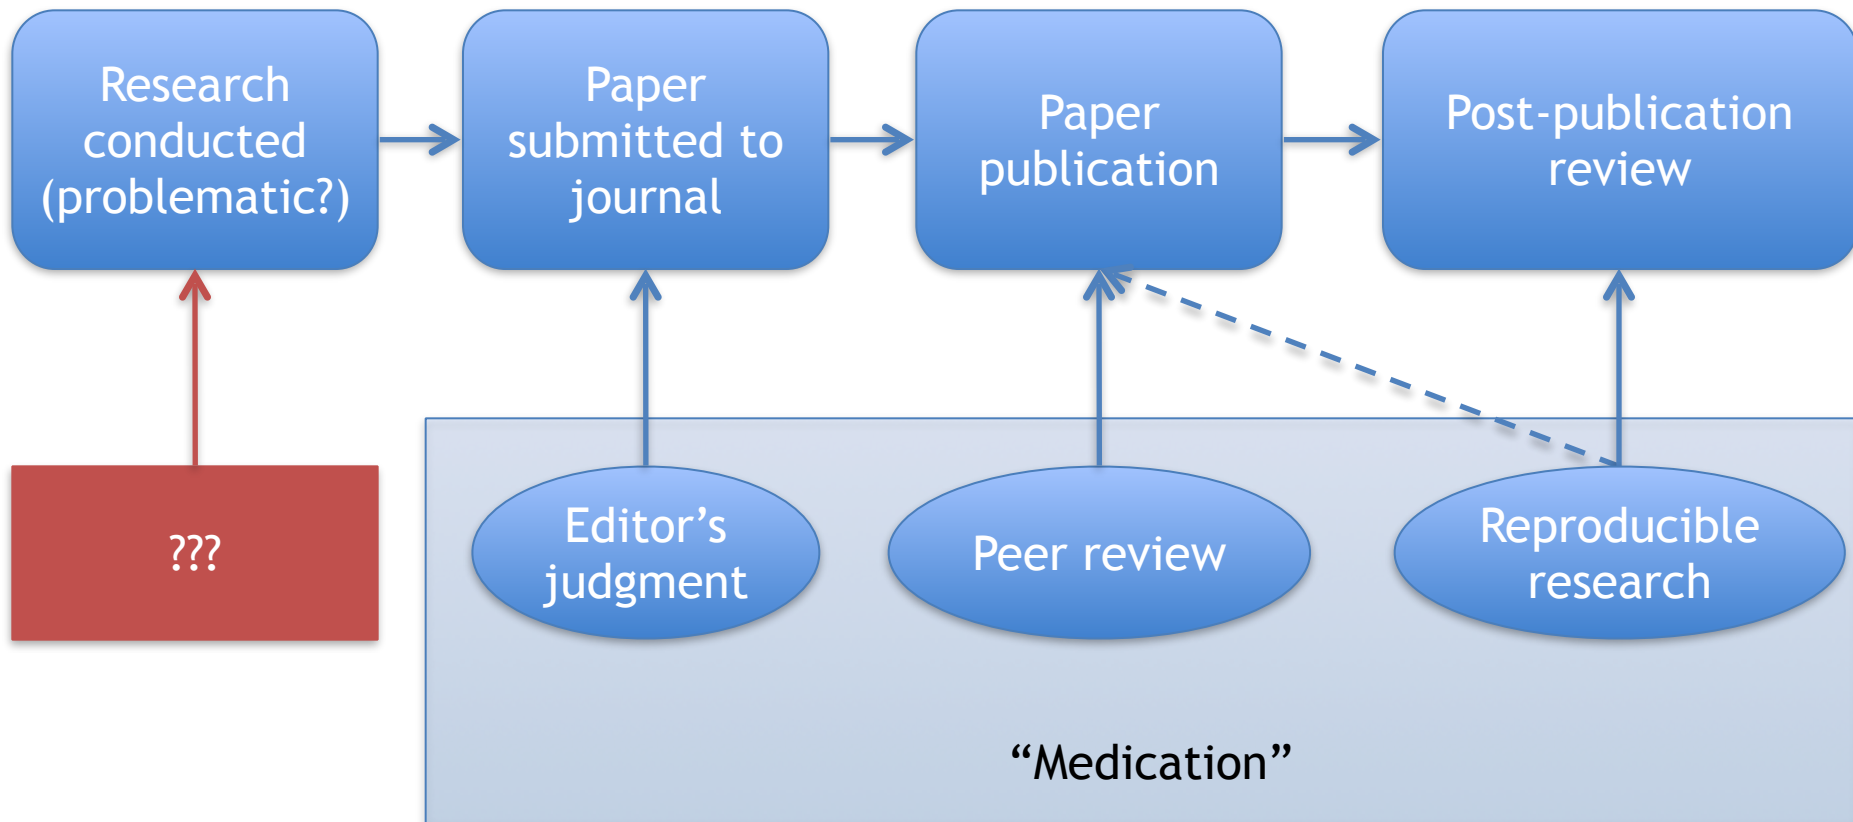 Research
conducted
(problematic?)
Paper
submitted to
journal
Paper
publication
Post-publication
review
???
Editor’s
judgment
Peer review
Reproducible
research
“Medication”